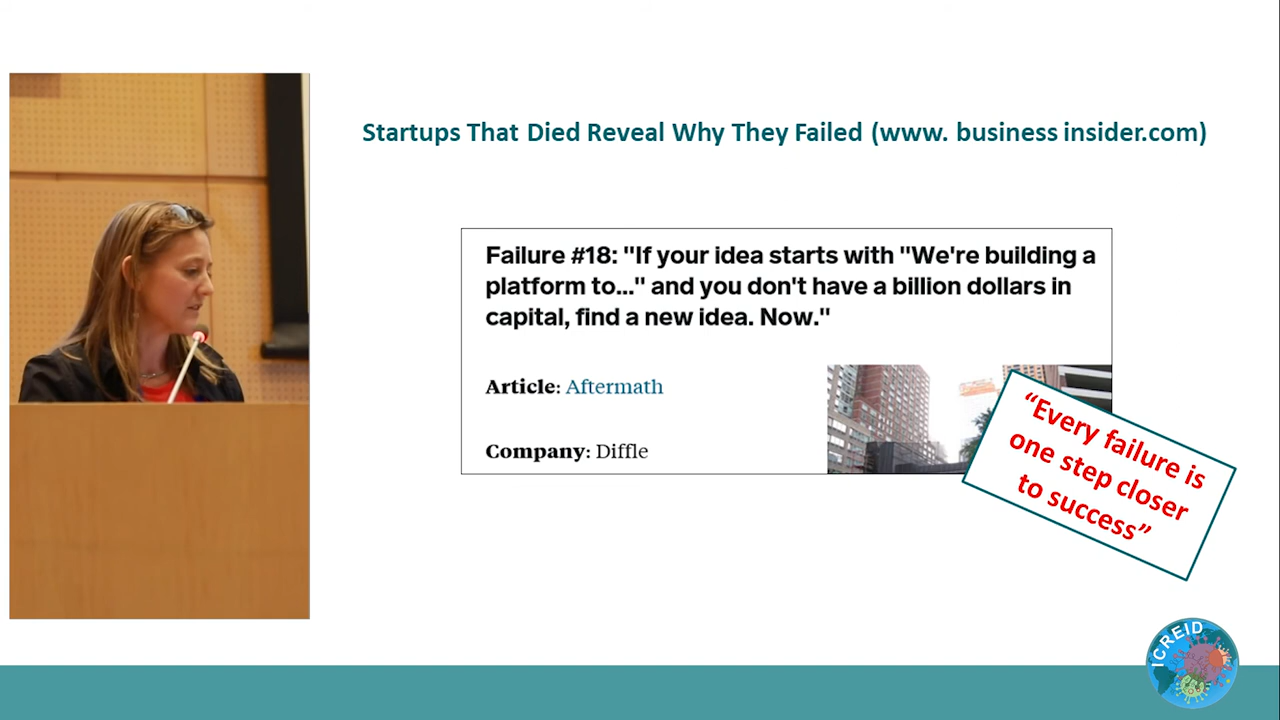 Startups That Died Reveal Why They Failed (www. business insider.com)
Failure #18: "If your idea starts with "We're building a
platform to..." and you don't have a billion dollars in
capital, find a new idea. Now."
Article: Aftermath
Company: Diffle
“Every failure is
one step closer
to success”
ICREID